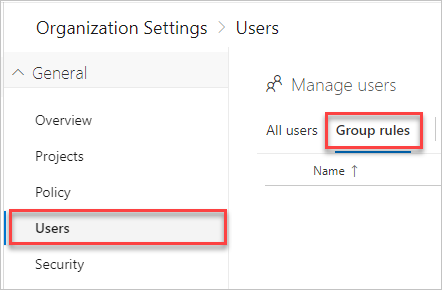 Organization Settings > Users
General
Overview
Projects
Policy
Users
Security
Manage users
All users Group rules
Name ↑